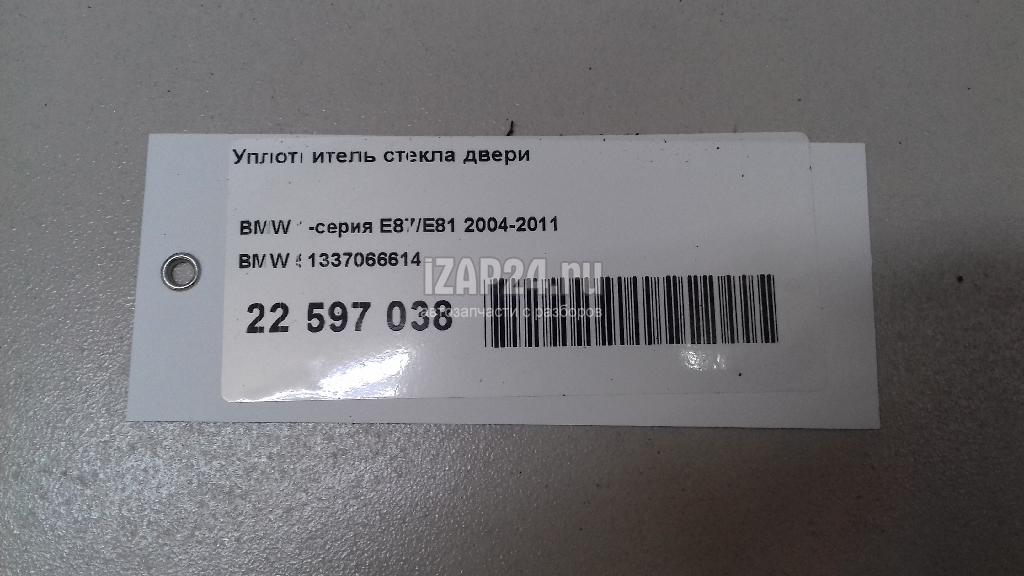 Уплотнитель стекла двери
BMW 1-серия E87/E81 2004-2011
BMW 51337066614
iZAP24.ru
22 597 038
автозапчасти с разборов